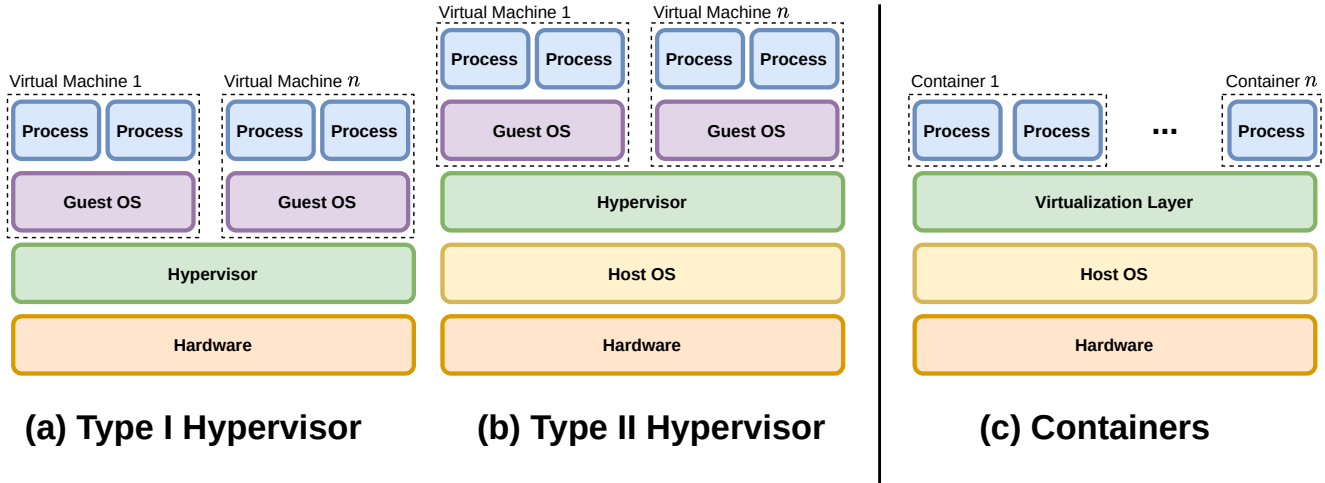 Virtual Machine 1
Virtual Machine n
Process Process
Process Process
Guest OS
Guest OS
Hypervisor
Hardware
(a) Type I Hypervisor
Virtual Machine 1
Virtual Machine n
Process Process
Process Process
Guest OS
Guest OS
Hypervisor
Host OS
Hardware
(b) Type II Hypervisor
Container 1
Container n
Process Process
...
Process
Virtualization Layer
Host OS
Hardware
(c) Containers